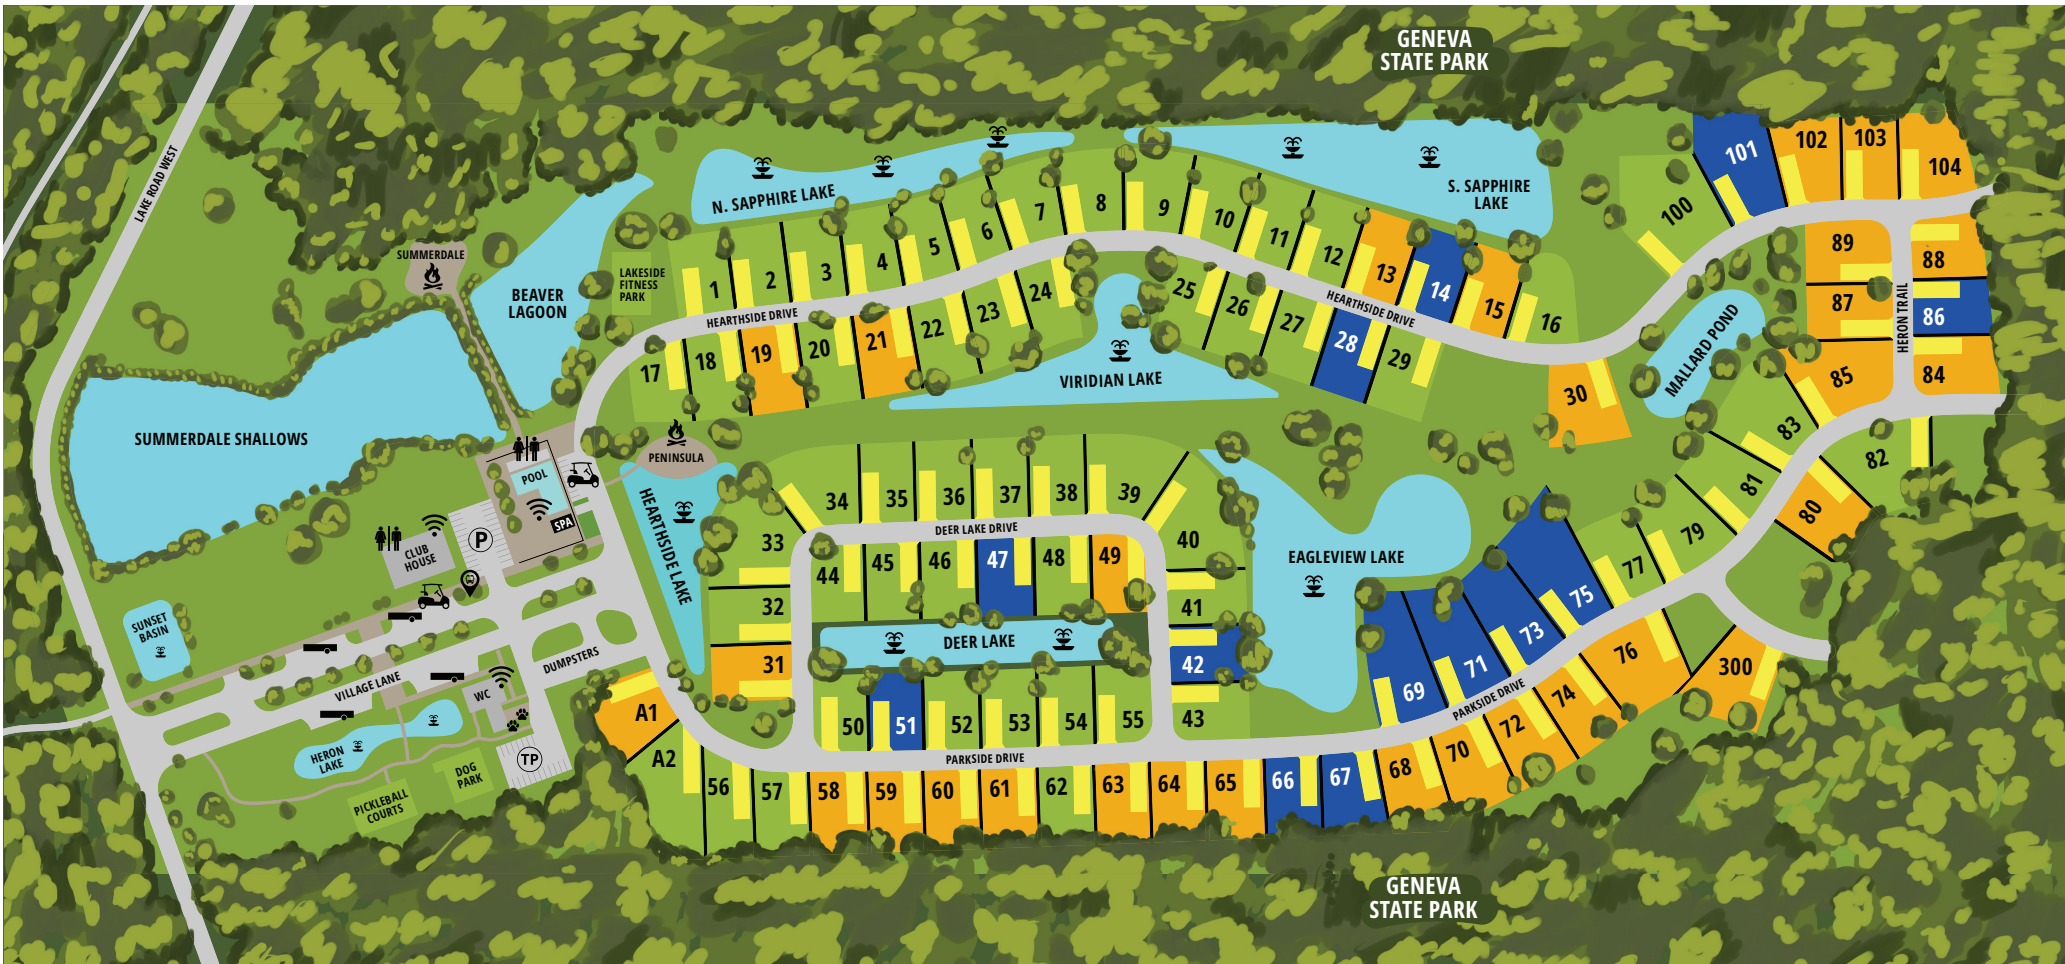 GENEVA
STATE PARK
LAKE ROAD WEST
N. SAPPHIRE LAKE
S. SAPPHIRE
LAKE
SUMMERDALE
BEAVER
LAGOON
LAKESIDE
FITNESS
PARK
SUMMERDALE SHALLOWS
HEARTHSIDE DRIVE
HEARTHSIDE DRIVE
1
2
3
4
5
6
7
8
9
10
11
12
13
14
15
16
17
18
19
20
21
22
23
24
25
26
27
28
29
30
100
101
102
103
104
89
88
87
86
85
84
HERON TRAIL
MALLARD POND
83
82
81
80
79
77
VIRIDIAN LAKE
PENINSULA
POOL
SPA
P
CLUB
HOUSE
HEARTHSIDE LAKE
SUNSET
BASIN
VILLAGE LANE
DUMPSTERS
WC
HERON
LAKE
DOG
PARK
PICKLEBALL
COURTS
TP
34
35
36
37
38
39
DEER LAKE DRIVE
33
32
31
40
41
42
43
44
45
46
47
48
49
DEER LAKE
50
51
52
53
54
55
EAGLEVIEW LAKE
75
73
71
69
76
74
72
70
68
300
PARKSIDE DRIVE
PARKSIDE DRIVE
A1
A2
56
57
58
59
60
61
62
63
64
65
66
67
GENEVA
STATE PARK